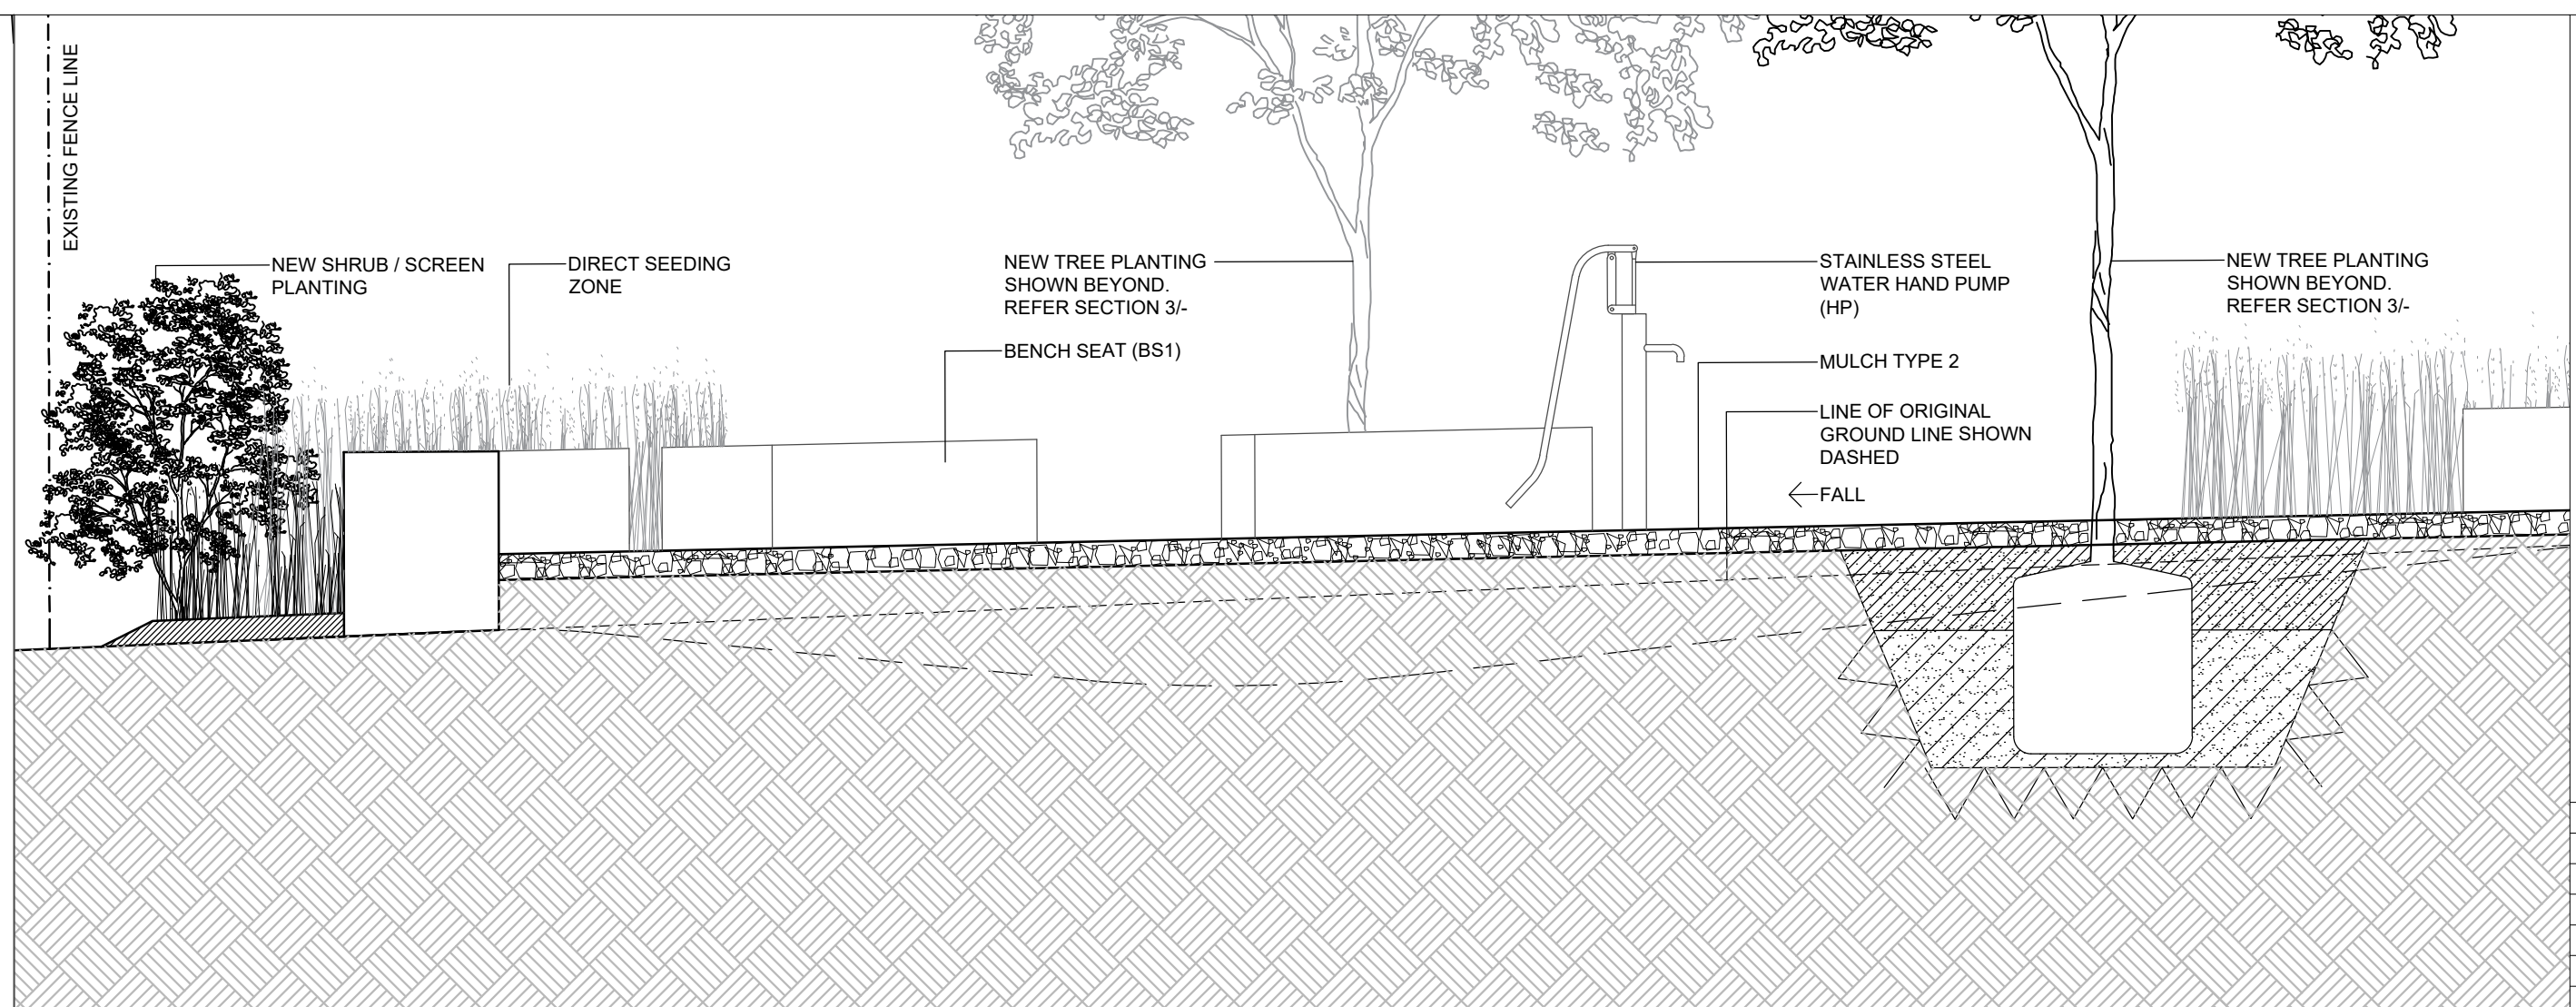 EXISTING FENCE LINE
NEW SHRUB / SCREEN
PLANTING
DIRECT SEEDING
ZONE
NEW TREE PLANTING
SHOWN BEYOND.
REFER SECTION 3/-
BENCH SEAT (BS1)
STAINLESS STEEL
WATER HAND PUMP
(HP)
MULCH TYPE 2
LINE OF ORIGINAL
GROUND LINE SHOWN
DASHED
FALL
NEW TREE PLANTING
SHOWN BEYOND.
REFER SECTION 3/-